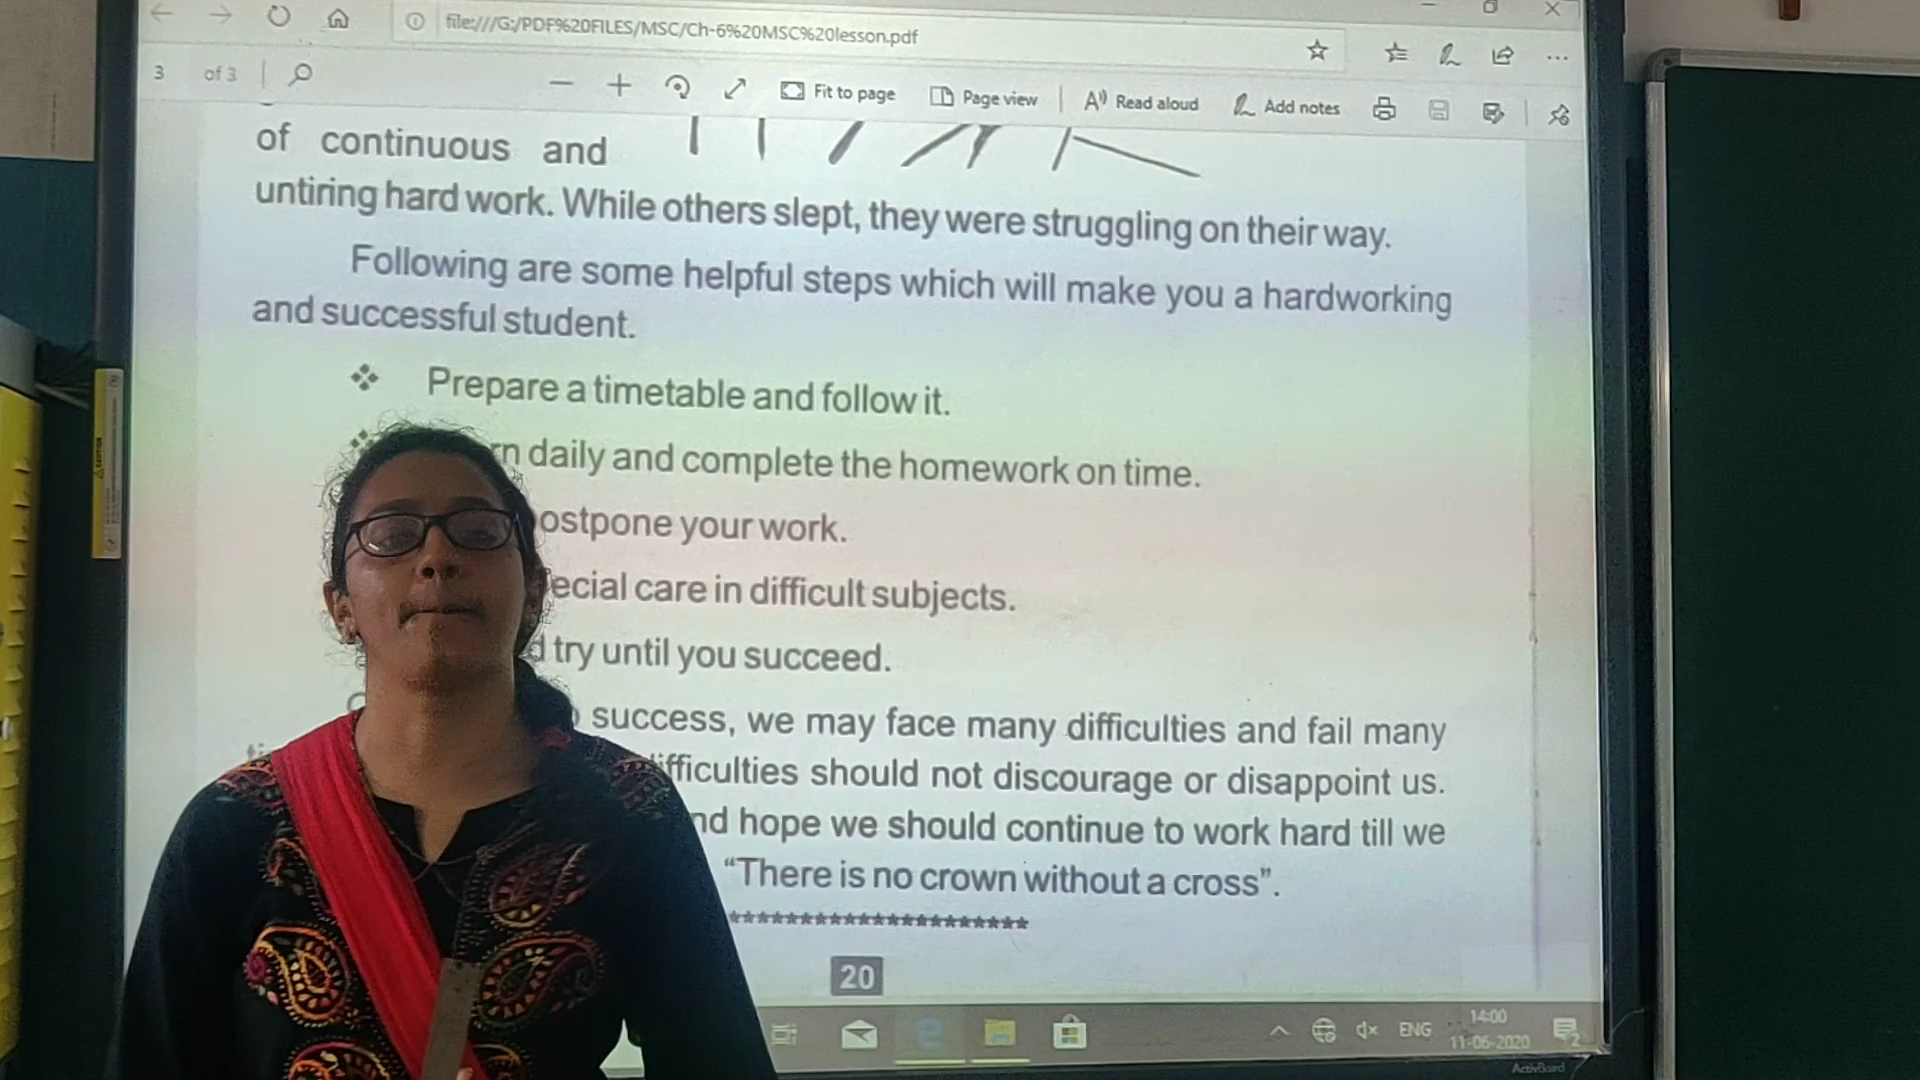 file:///G:/PDF%20FILES/MSC/Ch-6%20MSC%20lesson.pdf
3 of 3 Fit to page Page view Read aloud Add notes
of continuous and
untiring hard work. While others slept, they were struggling on their way.
Following are some helpful steps which will make you a hardworking
and successful student.
Prepare a timetable and follow it.
daily and complete the homework on time.
your work.
care in difficult subjects.
try until you succeed.
success, we may face many difficulties and fail many
should not discourage or disappoint us.
hope we should continue to work hard till we
"There is no crown without a cross".
********************
20
ENG
14:00
11-06-2020
ActivBoard